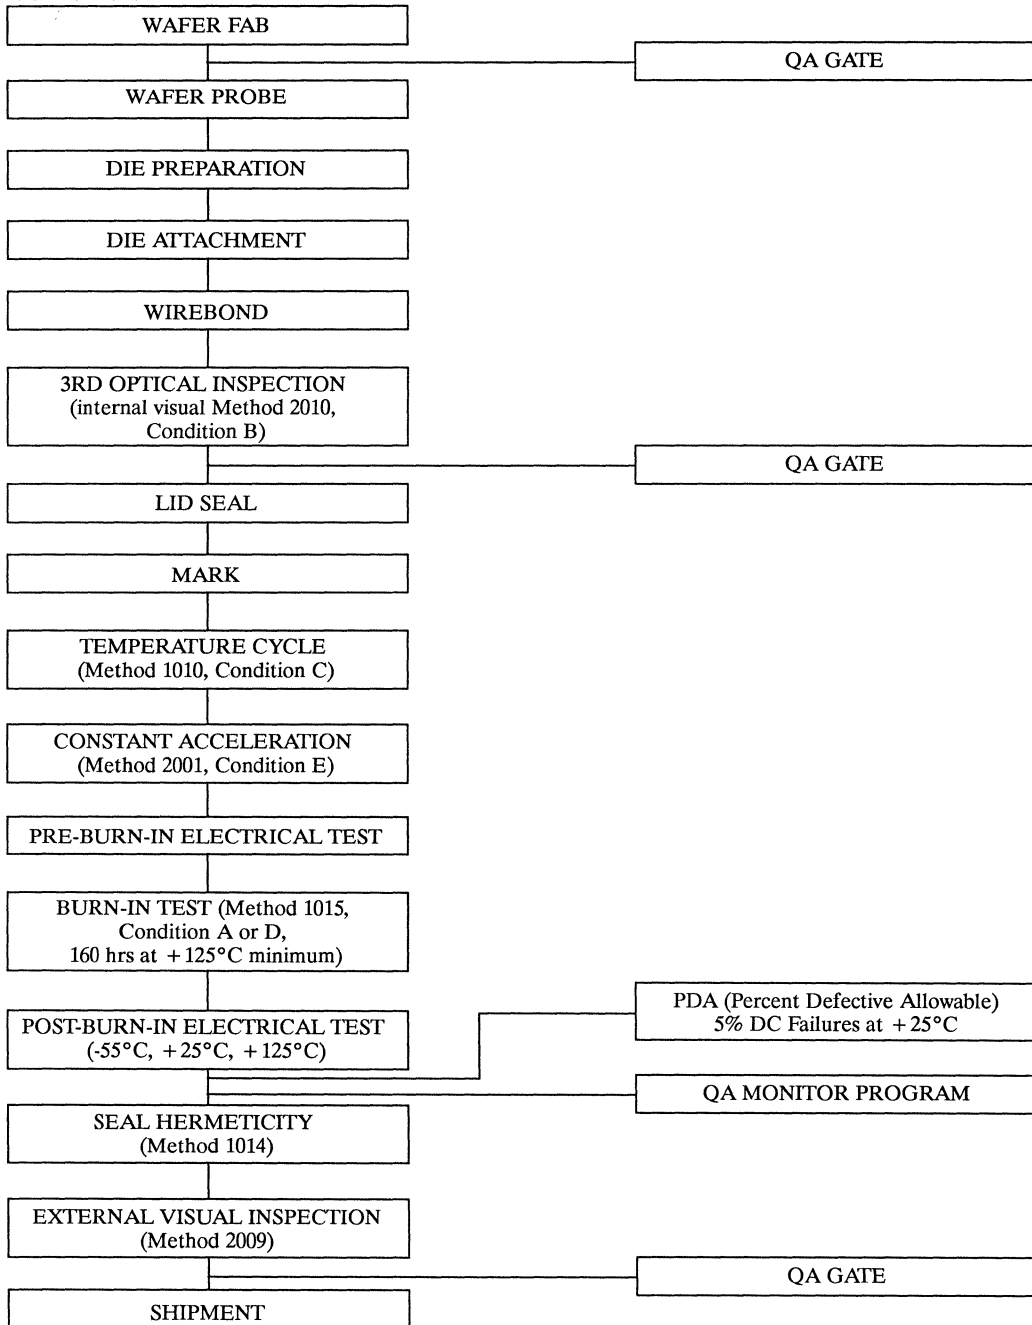 WAFER FAB
QA GATE
WAFER PROBE
DIE PREPARATION
DIE ATTACHMENT
WIREBOND
3RD OPTICAL INSPECTION
(internal visual Method 2010,
Condition B)
QA GATE
LID SEAL
MARK
TEMPERATURE CYCLE
(Method 1010, Condition C)
CONSTANT ACCELERATION
(Method 2001, Condition E)
PRE-BURN-IN ELECTRICAL TEST
BURN-IN TEST (Method 1015,
Condition A or D,
160 hrs at +125°C minimum)
PDA (Percent Defective Allowable)
5% DC Failures at +25°C
POST-BURN-IN ELECTRICAL TEST
(-55°C, +25°C, +125°C)
QA MONITOR PROGRAM
SEAL HERMETICITY
(Method 1014)
EXTERNAL VISUAL INSPECTION
(Method 2009)
QA GATE
SHIPMENT